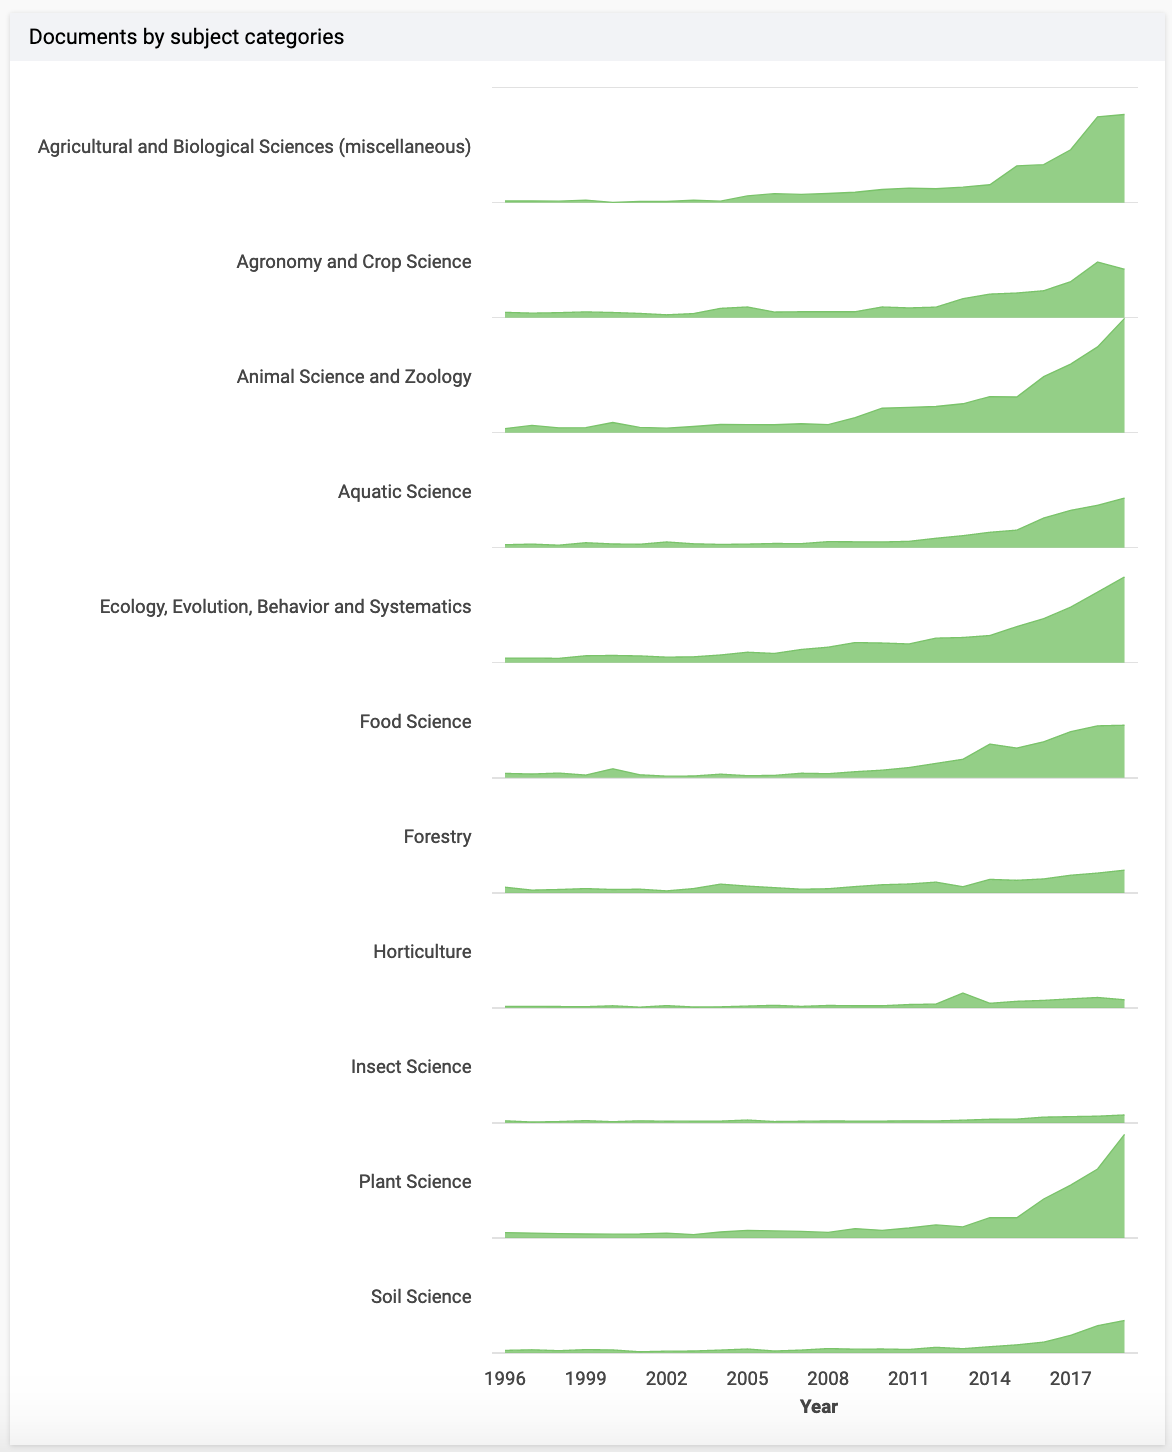 Documents by subject categories
Agricultural and Biological Sciences (miscellaneous)
Agronomy and Crop Science
Animal Science and Zoology
Aquatic Science
Ecology, Evolution, Behavior and Systematics
Food Science
Forestry
Horticulture
Insect Science
Plant Science
Soil Science
1996 1999 2002 2005 2008 2011 2014 2017
Year